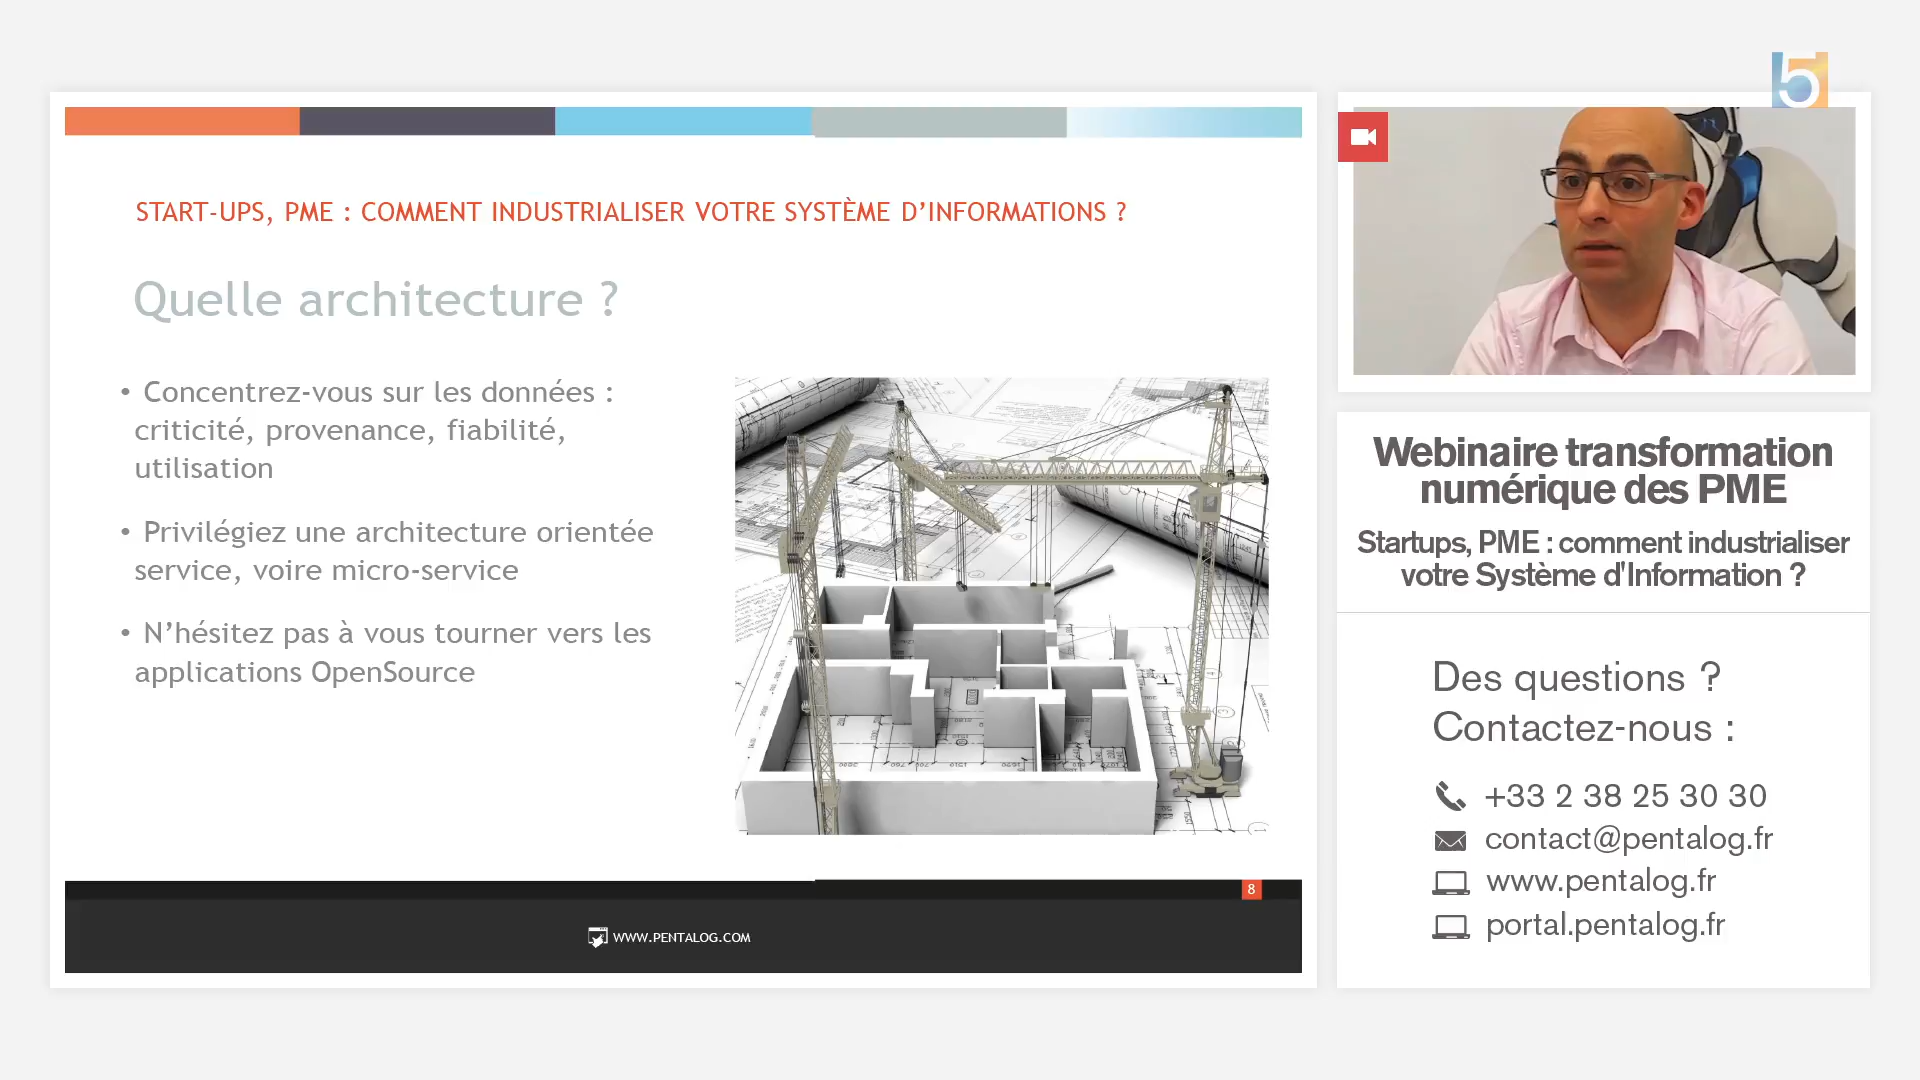 START-UPS, PME : COMMENT INDUSTRIALISER VOTRE SYSTÈME D’INFORMATIONS ?
Quelle architecture ?
• Concentrez-vous sur les données :
criticité, provenance, fiabilité,
utilisation
• Privilégiez une architecture orientée
service, voire micro-service
• N’hésitez pas à vous tourner vers les
applications OpenSource
8
WWW.PENTALOG.COM
5
Webinaire transformation
numérique des PME
Startups, PME : comment industrialiser
votre Système d'Information ?
Des questions ?
Contactez-nous :
+33 2 38 25 30 30
contact@pentalog.fr
www.pentalog.fr
portal.pentalog.fr